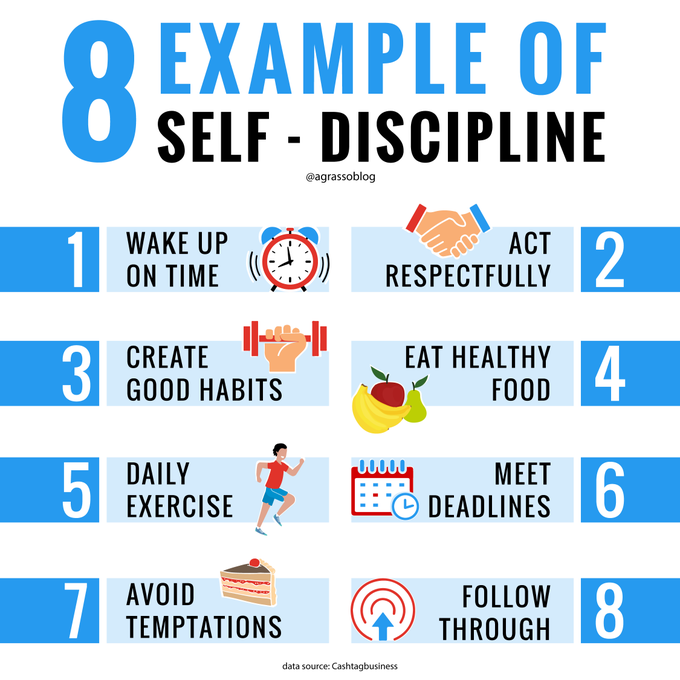 8 EXAMPLE OF
SELF - DISCIPLINE
@agrassoblog
1 WAKE UP
ON TIME
ACT
RESPECTFULLY 2
3 CREATE
GOOD HABITS
EAT HEALTHY
FOOD 4
5 DAILY
EXERCISE
MEET
DEADLINES 6
7 AVOID
TEMPTATIONS
FOLLOW
THROUGH 8
data source: Cashtagbusiness